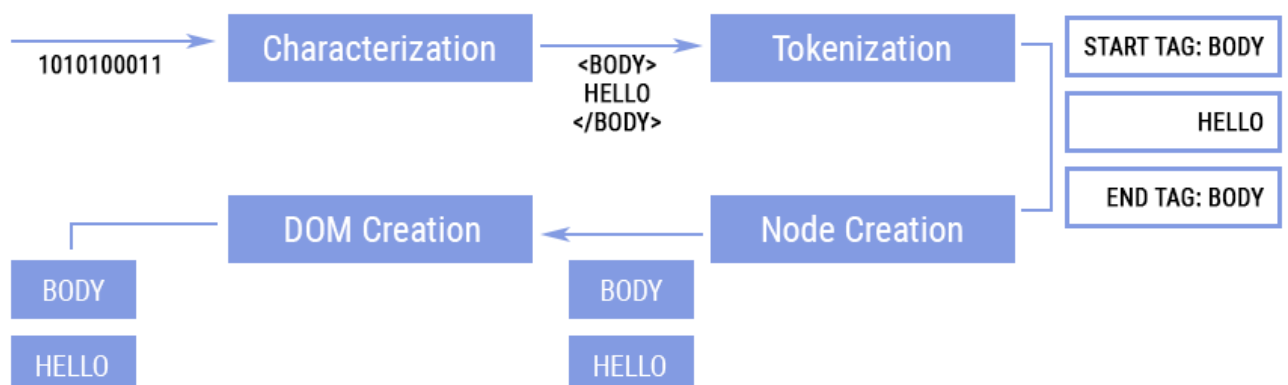 1010100011
Characterization
<BODY>
HELLO
</BODY>
Tokenization
START TAG: BODY
HELLO
END TAG: BODY
Node Creation
BODY
HELLO
DOM Creation
BODY
HELLO